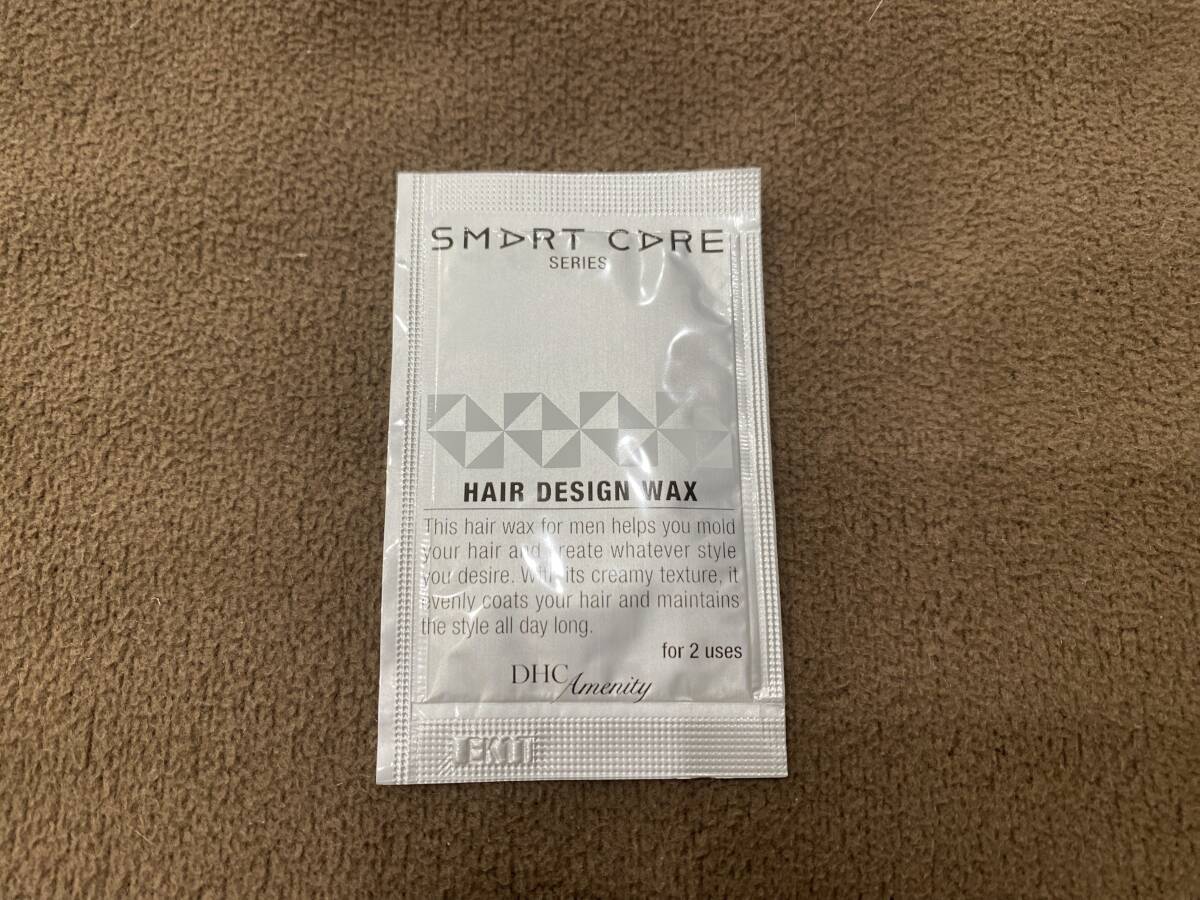 SMART CARE
SERIES
HAIR DESIGN WAX
This hair wax for men helps you mold
your hair and create whatever style
you desire. With its creamy texture, it
evenly coats your hair and maintains
the style all day long.
for 2 uses
DHC Amenity